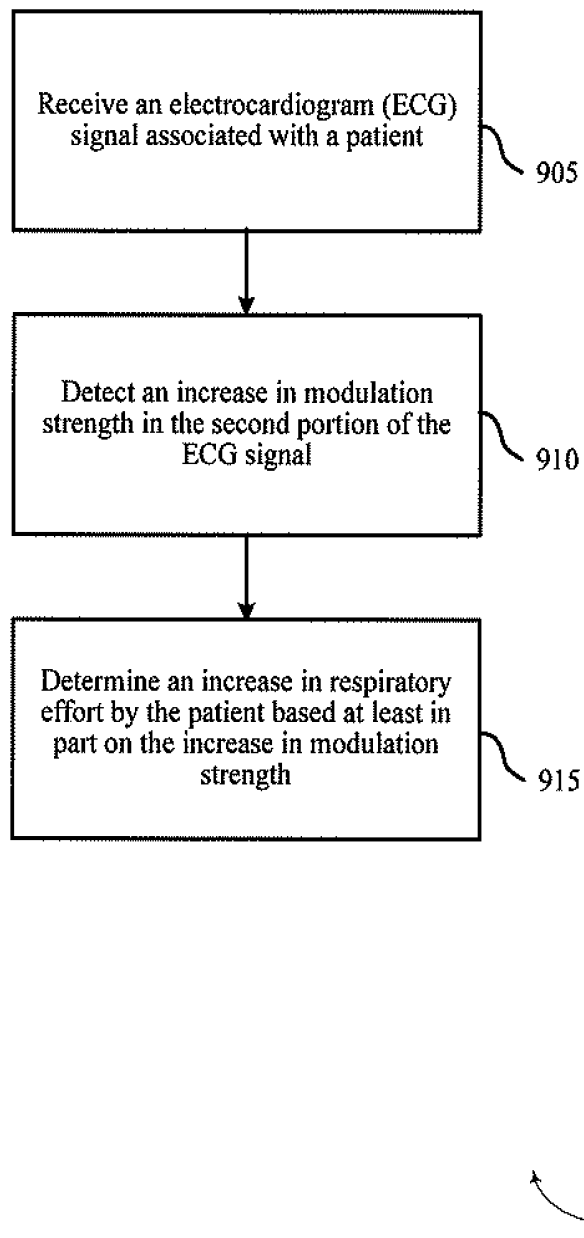 Receive an electrocardiogram (ECG)
signal associated with a patient
905
Detect an increase in modulation
strength in the second portion of the
ECG signal
910
Determine an increase in respiratory
effort by the patient based at least in
part on the increase in modulation
strength
915